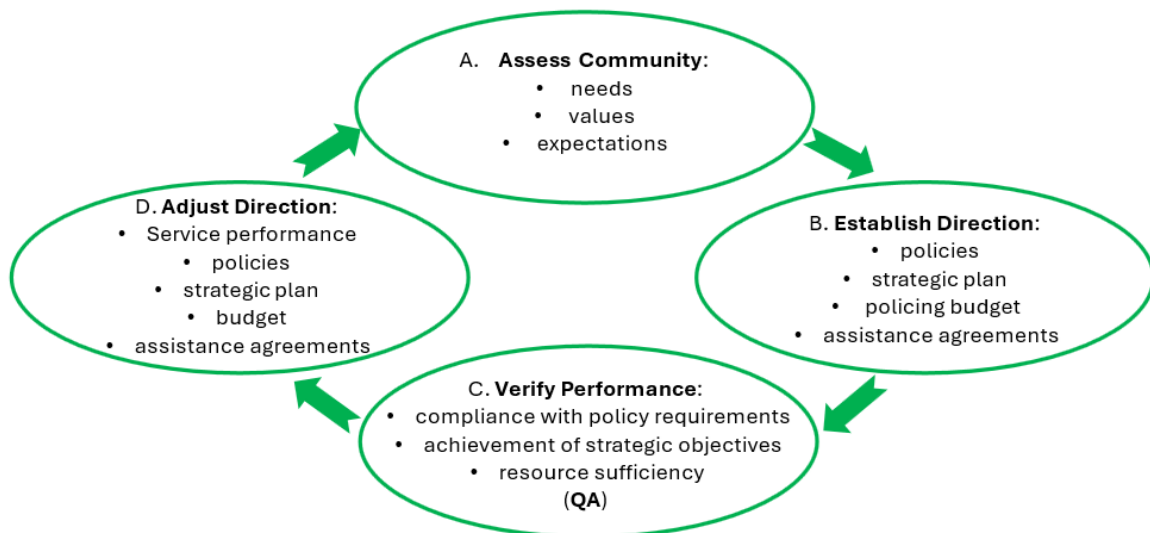 A. Assess Community:
• needs
• values
• expectations
B. Establish Direction:
• policies
• strategic plan
• policing budget
• assistance agreements
C. Verify Performance:
• compliance with policy requirements
• achievement of strategic objectives
• resource sufficiency
(QA)
D. Adjust Direction:
• Service performance
• policies
• strategic plan
• budget
• assistance agreements